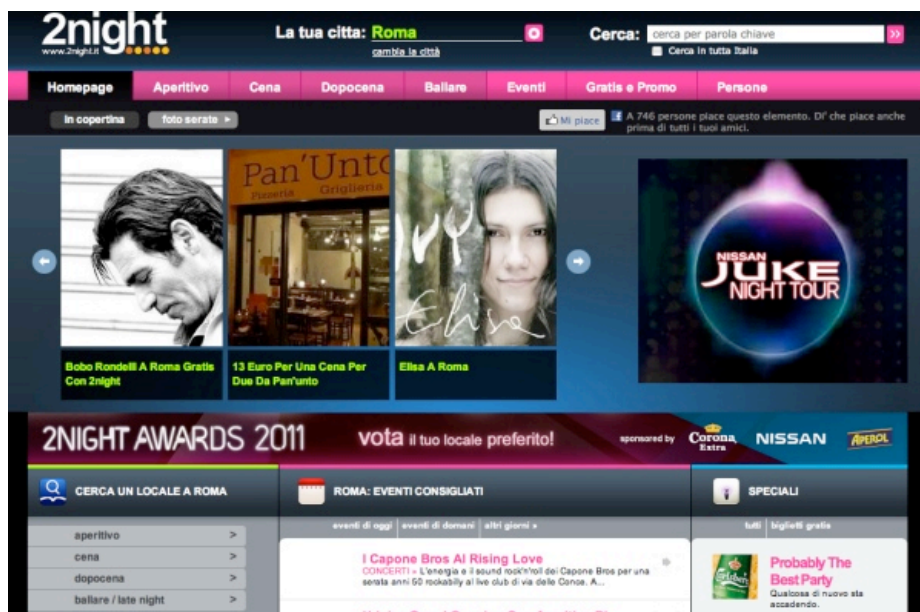 2night
www.2night.it
La tua citta: Roma
cambia la città
Cerca: cerca per parola chiave
Cerca in tutta Italia
Homepage Aperitivo Cena Dopocena Ballare Eventi Gratis e Promo Persone
in copertina foto serate
Mi piace
A 746 persone piace questo elemento. Di' che piace anche
prima di tutti i tuoi amici.
Pan'Unto
Pizzeria Griglieria
IVY
Elisa
NISSAN
JUKE
NIGHT TOUR
Bobo Rondelli A Roma Gratis
Con 2night
13 Euro Per Una Cena Per
Due Da Pan'unto
Elisa A Roma
2NIGHT AWARDS 2011 vota il tuo locale preferito! sponsored by Corona Extra NISSAN APEROL
CERCA UN LOCALE A ROMA
ROMA: EVENTI CONSIGLIATI
SPECIALI
eventi di oggi eventi di domani altri giorni »
tutti biglietti gratis
aperitivo >
cena >
dopocena >
ballare / late night >
I Capone Bros Al Rising Love
CONCERTI » L'energia e il sound rock'n'roll dei Capone Bros per una
serata anni 50 rockabilly al live club di via delle Conce. A...
Carlsberg
Probably The
Best Party
Qualcosa di nuovo sta
accadendo.